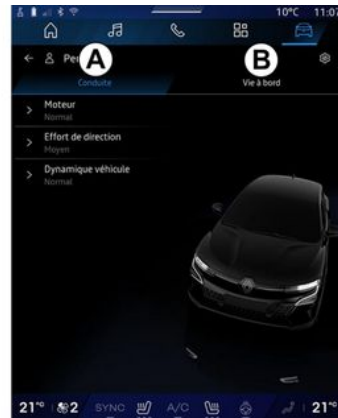 10°C 11:07
A
B
Conduite
Vie à bord
Moteur
Normal
Effort de direction
Moyen
Dynamique véhicule
Normal
21°C 2 SYNC A/C 21°C